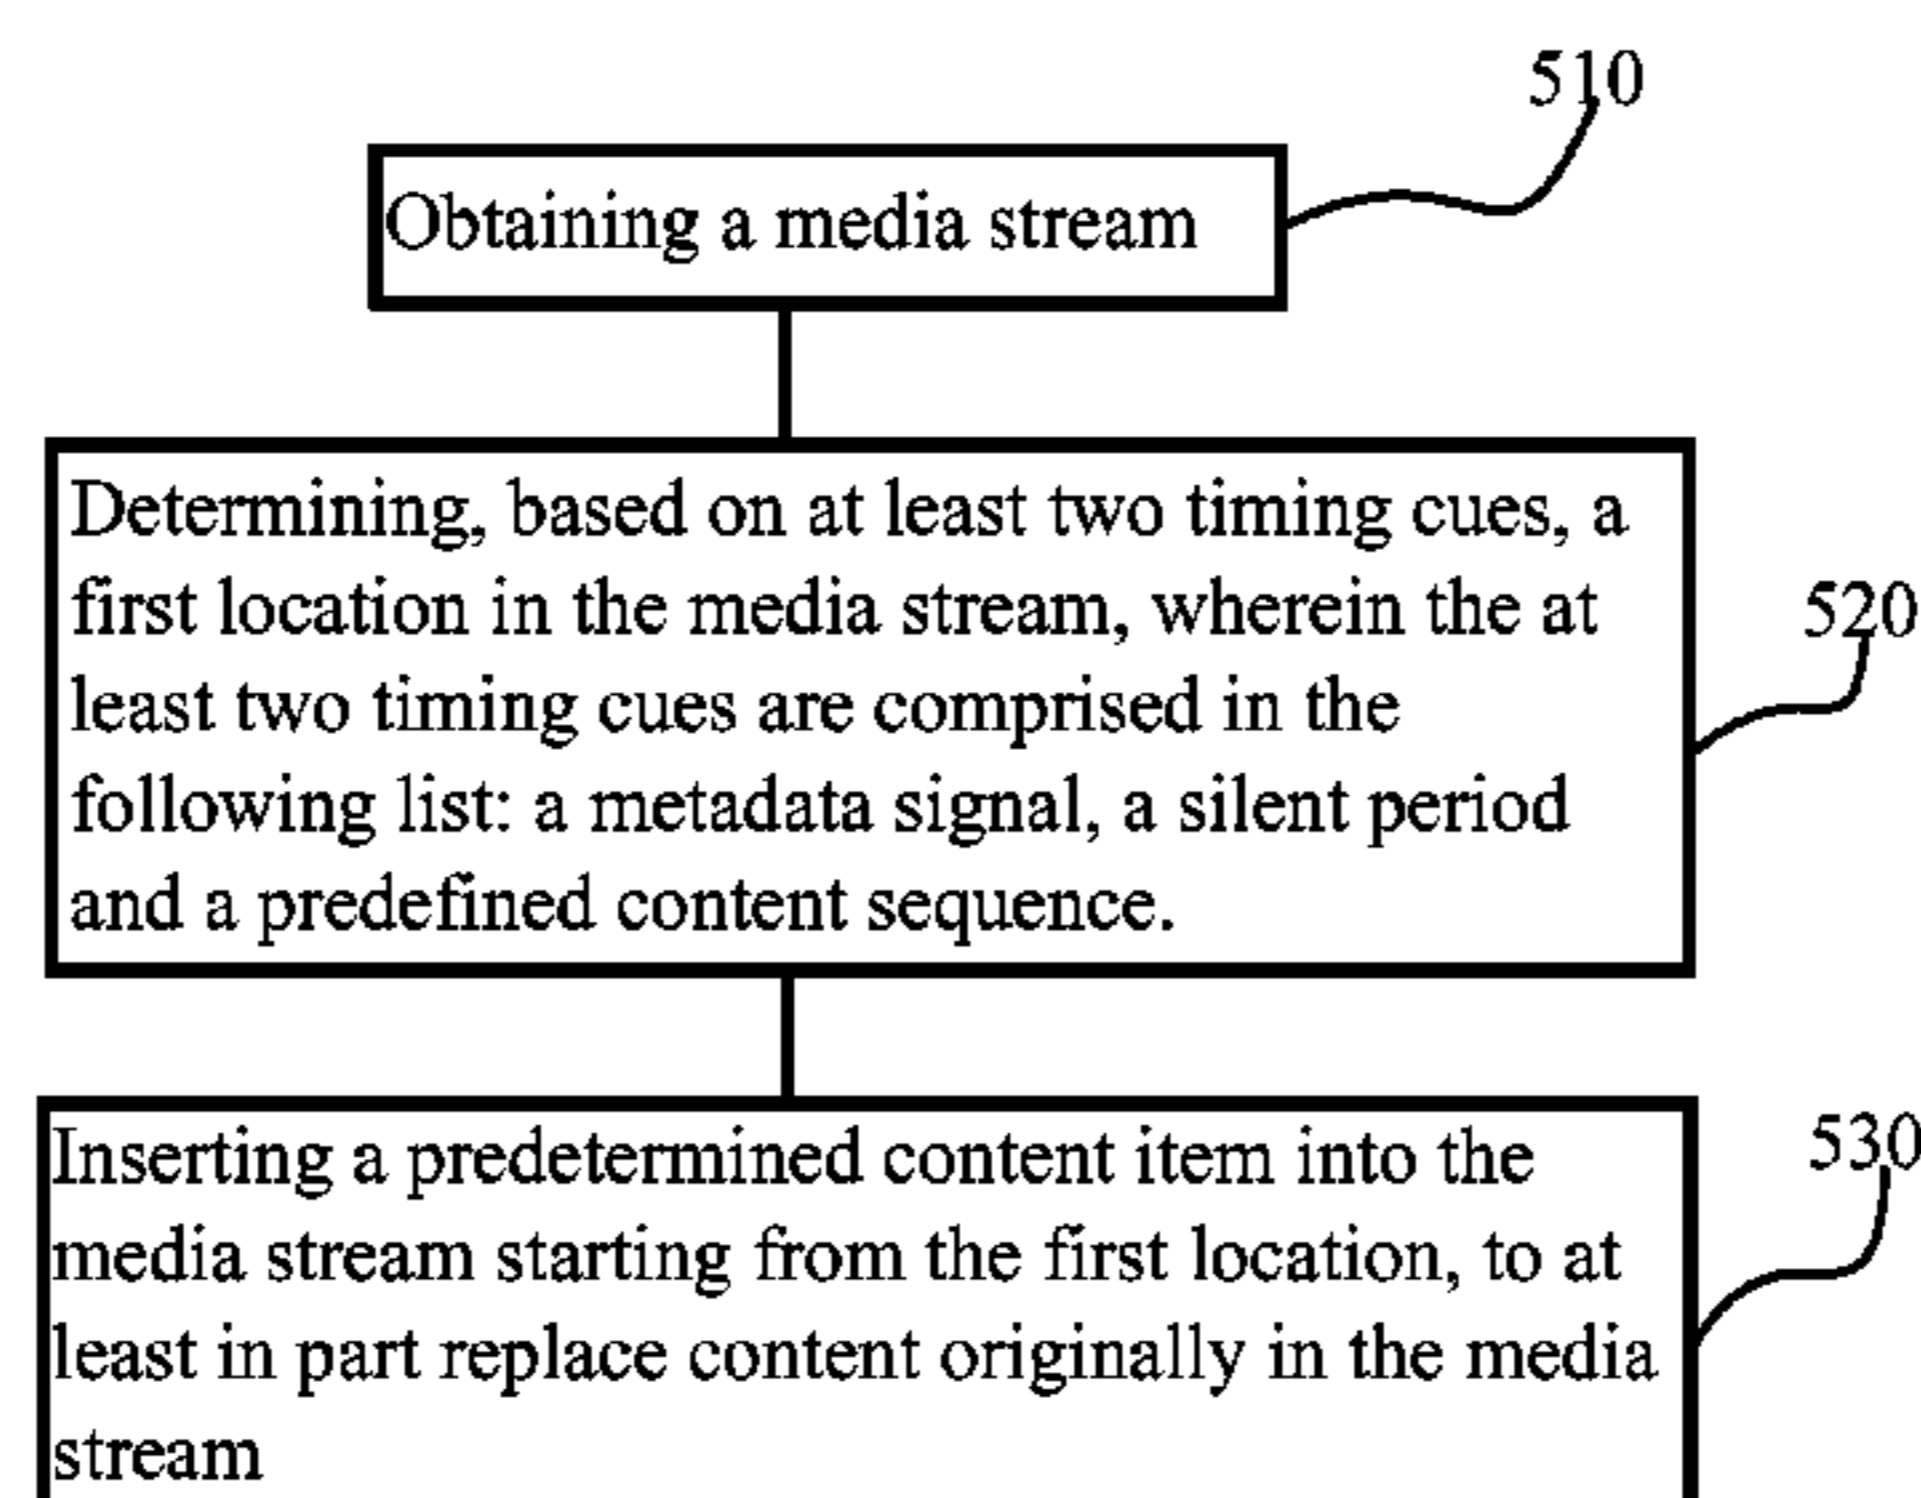 510
Obtaining a media stream
Determining, based on at least two timing cues, a
first location in the media stream, wherein the at
520
least two timing cues are comprised in the
following list: a metadata signal, a silent period
and a predefined content sequence.
Inserting a predetermined content item into the
530
media stream starting from the first location, to at
least in part replace content originally in the media
stream